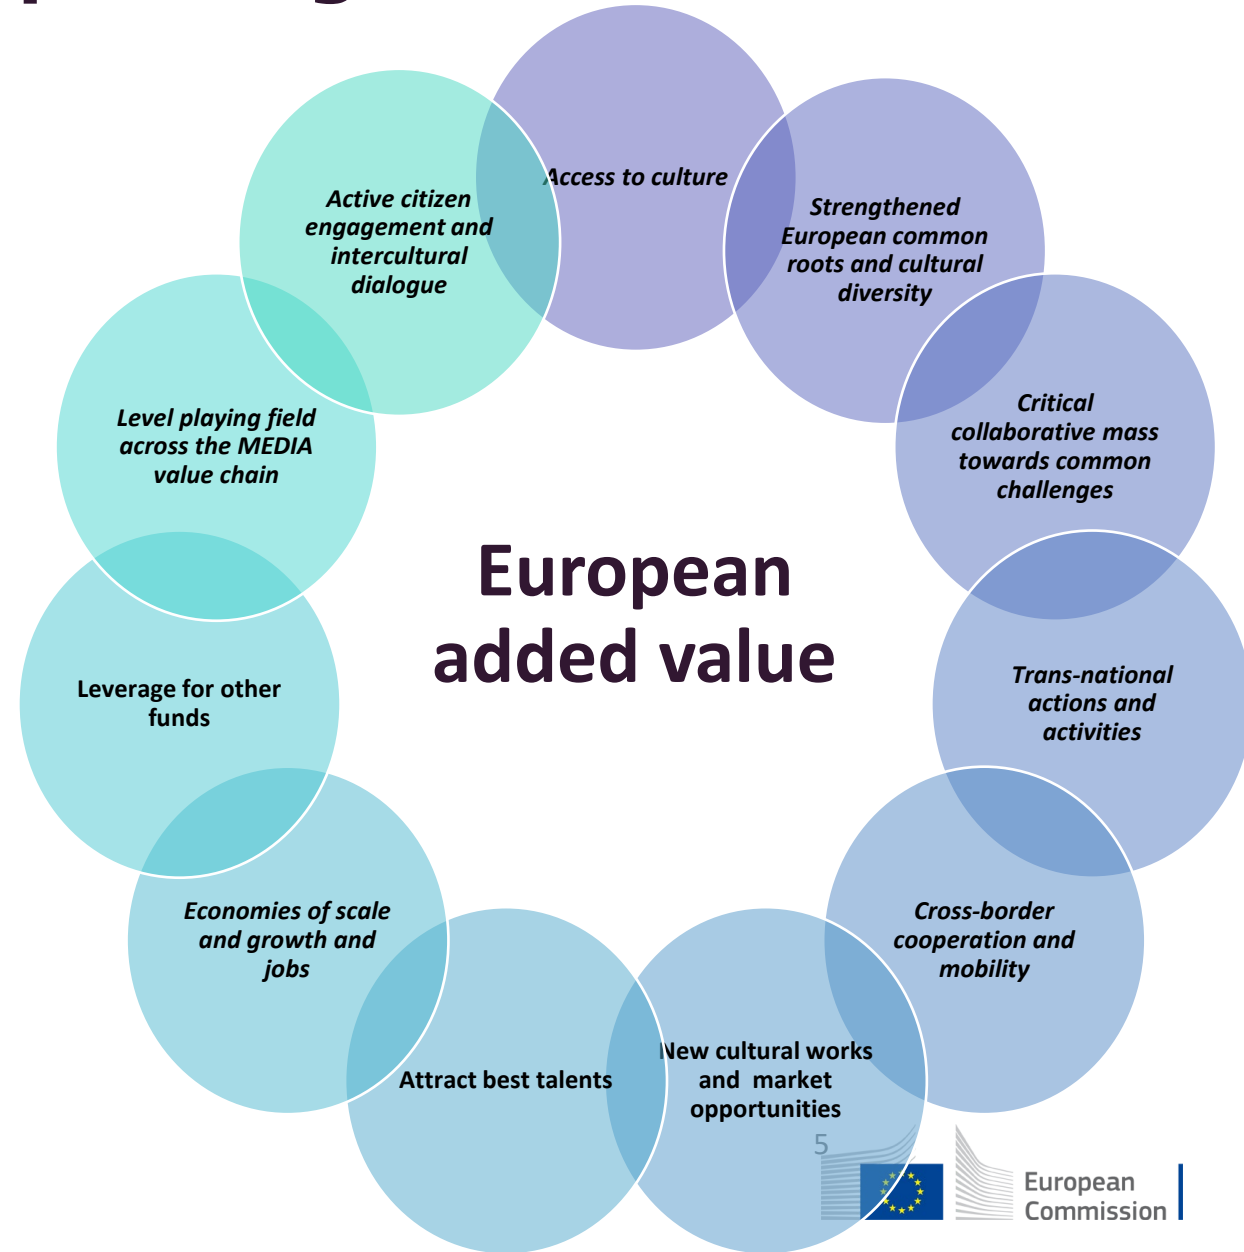 Access to culture
Strengthened
European common
roots and cultural
diversity
Critical
collaborative mass
towards common
challenges
Trans-national
actions and
activities
Cross-border
cooperation and
mobility
New cultural works
and market
opportunities
Attract best talents
Economies of scale
and growth and
jobs
Leverage for other
funds
Level playing field
across the MEDIA
value chain
Active citizen
engagement and
intercultural
dialogue
European
added value
5
European
Commission